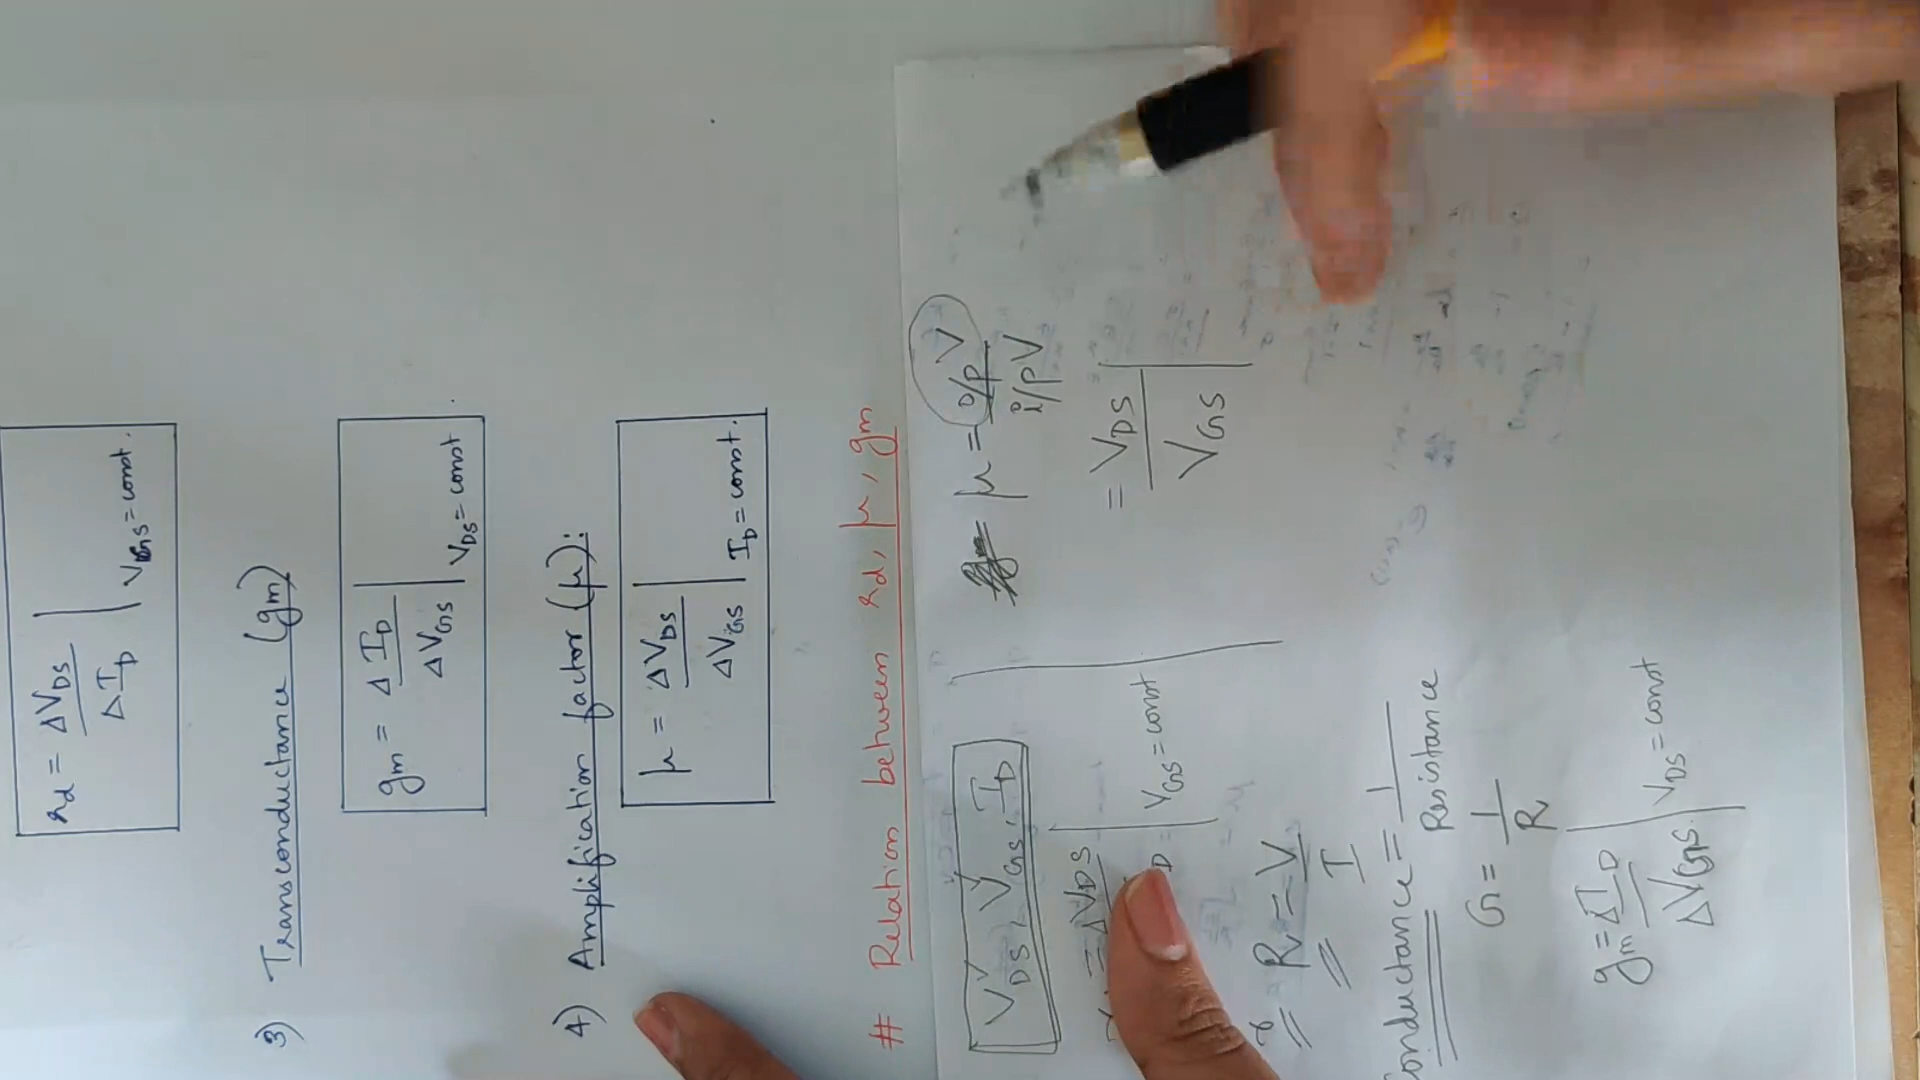 rd = ΔVDS / ΔID | VGS = const.
3) Transconductance (gm)
gm = ΔID / ΔVGS | VDS = const
4) Amplification factor (μ):
μ = ΔVDS / ΔVGS | ID = const.
# Relation between rd, μ, gm
VDS, VGS, ID
= ΔVDS
D
VGS = const
R = V / I
Conductance = 1 / Resistance
G = 1 / R
gm = ΔID / ΔVGS | VDS = const
μ = o/p V / i/p V
= VDS / VGS |